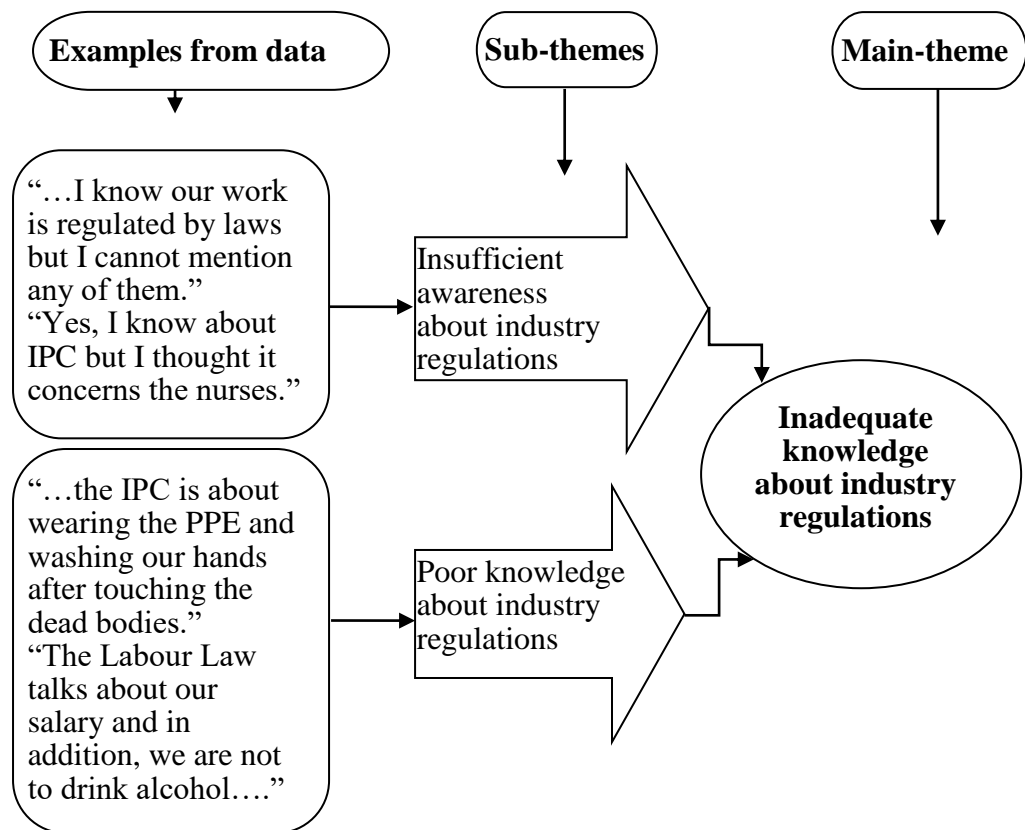 Examples from data
Sub-themes
Main-theme
“…I know our work
is regulated by laws
but I cannot mention
any of them.”
“Yes, I know about
IPC but I thought it
concerns the nurses.”
Insufficient
awareness
about industry
regulations
Inadequate
knowledge
about industry
regulations
“…the IPC is about
wearing the PPE and
washing our hands
after touching the
dead bodies.”
“The Labour Law
talks about our
salary and in
addition, we are not
to drink alcohol….”
Poor knowledge
about industry
regulations